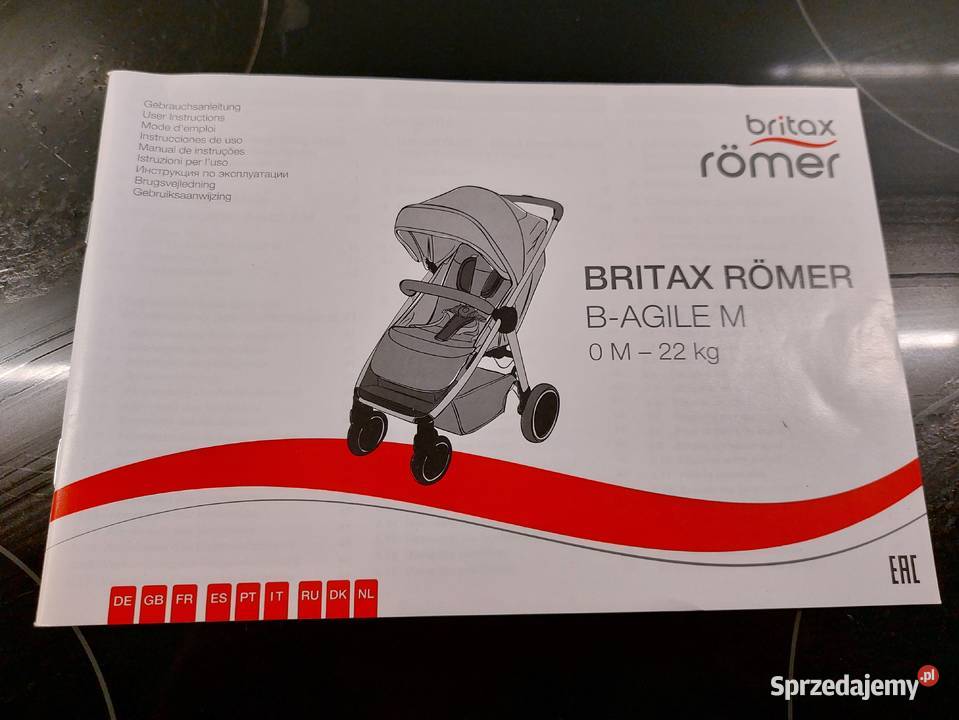 Gebrauchsanleitung
User Instructions
Mode d'emploi
Instrucciones de uso
Manual de instruções
Istruzioni per l'uso
Инструкция по эксплуатации
Brugsvejledning
Gebruiksaanwijzing
britax
römer
BRITAX RÖMER
B-AGILE M
0 M – 22 kg
EAC
DE GB FR ES PT IT RU DK NL
Sprzedajemy.pl